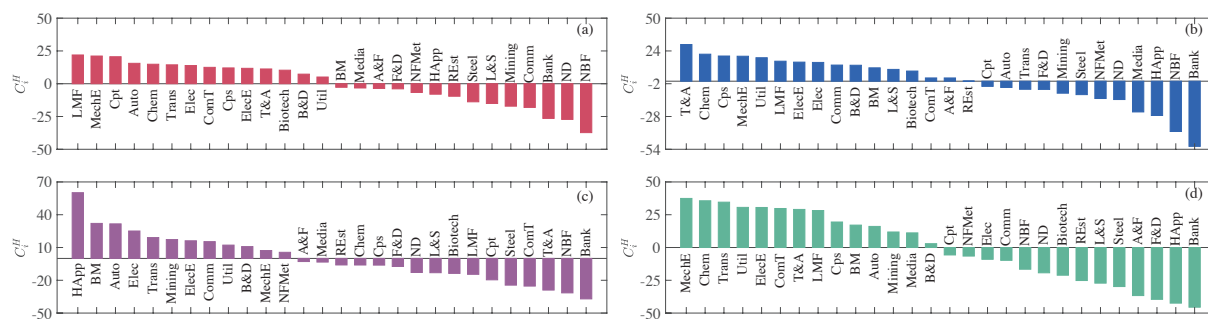 (a)
50
25
0
-25
-50
C_i^H
LMF MechE Cpt Auto Chem Trans Elec ComT Cps ElecE T&A Biotech B&D Util BM Media A&F F&D NFMet HApp REst Steel L&S Mining Comm Bank ND NBF
(b)
50
24
-2
-28
-54
C_i^H
T&A Chem Cps MechE Util LMF ElecE Elec Comm B&D BM L&S Biotech ComT A&F REst Cpt Auto Trans F&D Mining Steel NFMet ND Media HApp NBF Bank
(c)
70
40
10
-20
-50
C_i^H
HApp BM Auto Elec Trans Mining ElecE Comm Util B&D MechE NFMet A&F Media REst Chem Cps F&D ND L&S Biotech LMF Cpt Steel ComT T&A NBF Bank
(d)
50
25
0
-25
-50
C_i^H
MechE Chem Trans Util ElecE ComT T&A LMF Cps BM Auto Mining Media B&D Cpt NFMet Elec Comm NBF ND Biotech REst L&S Steel A&F F&D HApp Bank